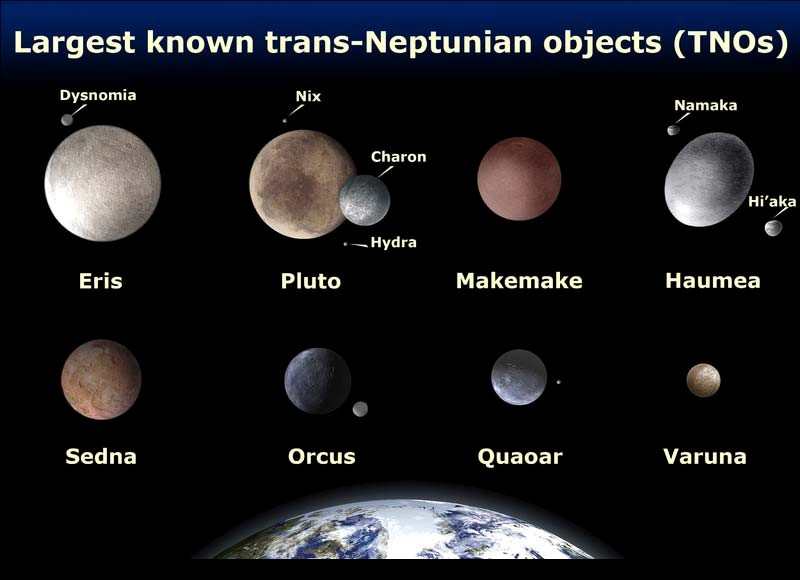 Largest known trans-Neptunian objects (TNOs)
Dysnomia
Nix
Charon
Hydra
Namaka
Hi’aka
Eris
Pluto
Makemake
Haumea
Sedna
Orcus
Quaoar
Varuna